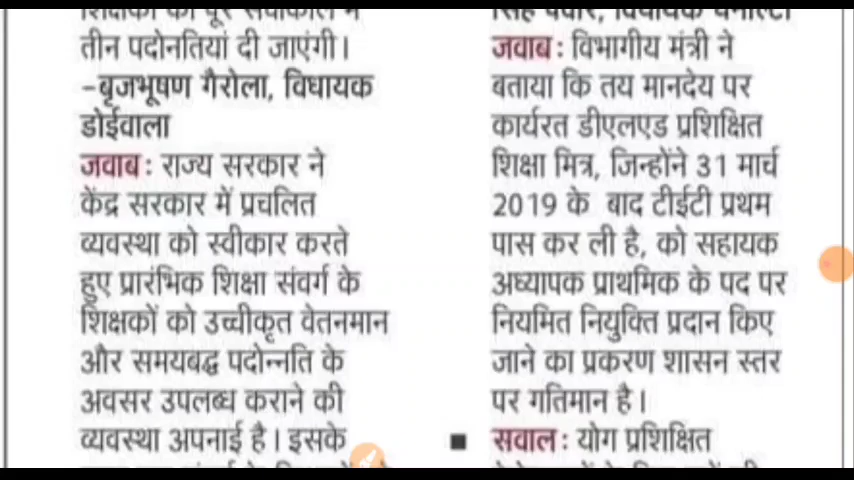 तीन पदोनतियां दी जाएंगी।
-बृजभूषण गैरोला, विधायक
डोईवाला
जवाब: राज्य सरकार ने
केंद्र सरकार में प्रचलित
व्यवस्था को स्वीकार करते
हुए प्रारंभिक शिक्षा संवर्ग के
शिक्षकों को उच्चीकृत वेतनमान
और समयबद्ध पदोन्नति के
अवसर उपलब्ध कराने की
व्यवस्था अपनाई है। इसके
जवाब: विभागीय मंत्री ने
बताया कि तय मानदेय पर
कार्यरत डीएलएड प्रशिक्षित
शिक्षा मित्र, जिन्होंने 31 मार्च
2019 के बाद टीईटी प्रथम
पास कर ली है, को सहायक
अध्यापक प्राथमिक के पद पर
नियमित नियुक्ति प्रदान किए
जाने का प्रकरण शासन स्तर
पर गतिमान है।
■ सवाल: योग प्रशिक्षित